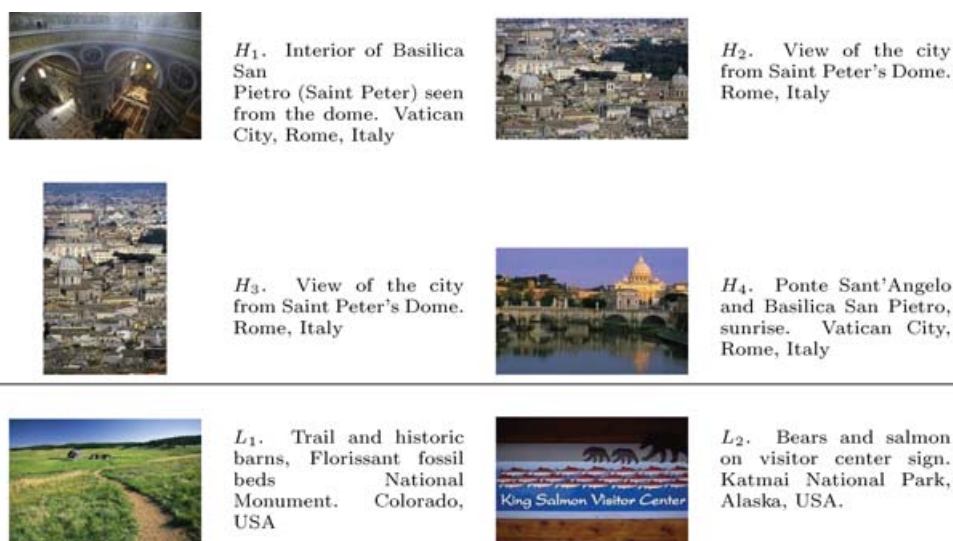 H1. Interior of Basilica
San
Pietro (Saint Peter) seen
from the dome. Vatican
City, Rome, Italy
H2. View of the city
from Saint Peter's Dome.
Rome, Italy
H3. View of the city
from Saint Peter's Dome.
Rome, Italy
H4. Ponte Sant'Angelo
and Basilica San Pietro,
sunrise. Vatican City,
Rome, Italy
L1. Trail and historic
barns, Florissant fossil
beds National
Monument. Colorado,
USA
King Salmon Visitor Center
L2. Bears and salmon
on visitor center sign.
Katmai National Park,
Alaska, USA.